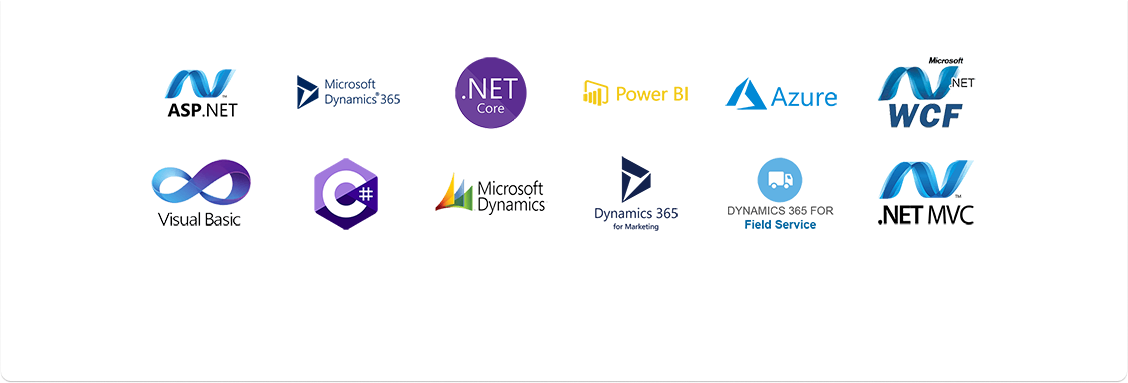 ASP.NET
Microsoft
Dynamics® 365
.NET
Core
Power BI
Azure
Microsoft
.NET
WCF
Visual Basic
C#
Microsoft
Dynamics
Dynamics 365
for Marketing
DYNAMICS 365 FOR
Field Service
.NET MVC